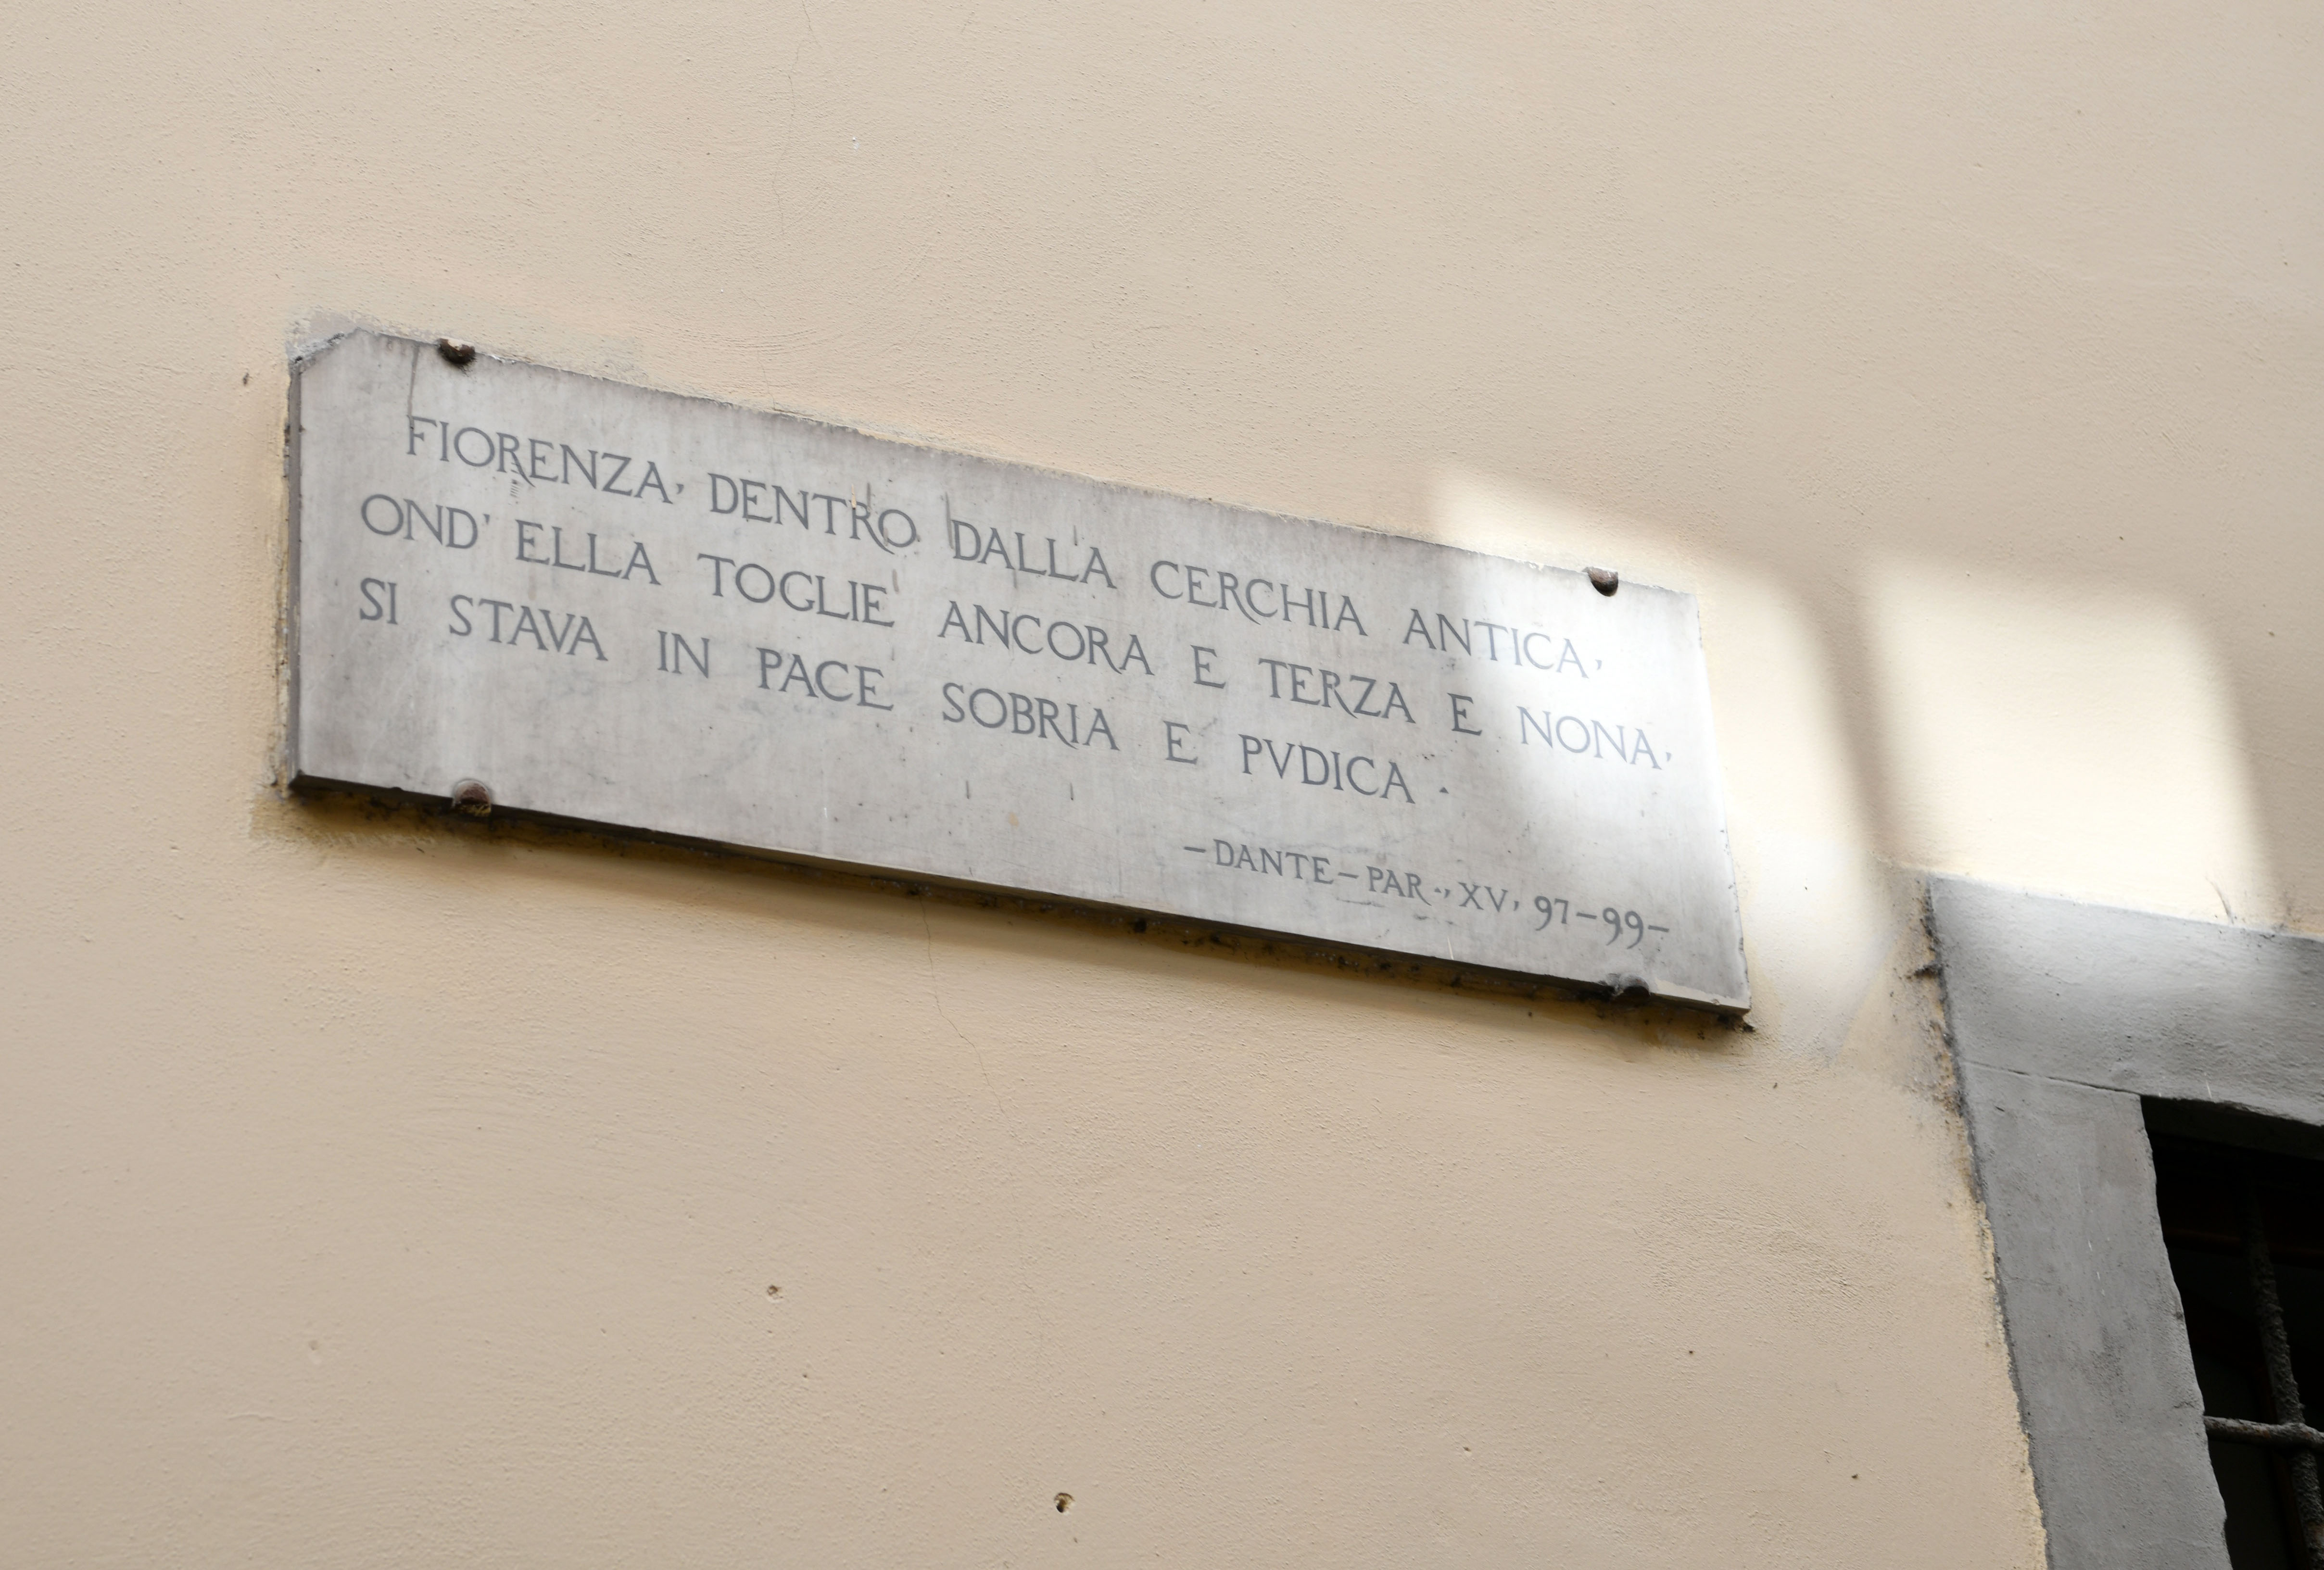 FIORENZA, DENTRO DALLA CERCHIA ANTICA,
OND' ELLA TOGLIE ANCORA E TERZA E NONA,
SI STAVA IN PACE SOBRIA E PVDICA .
—DANTE—PAR., XV, 97—99—